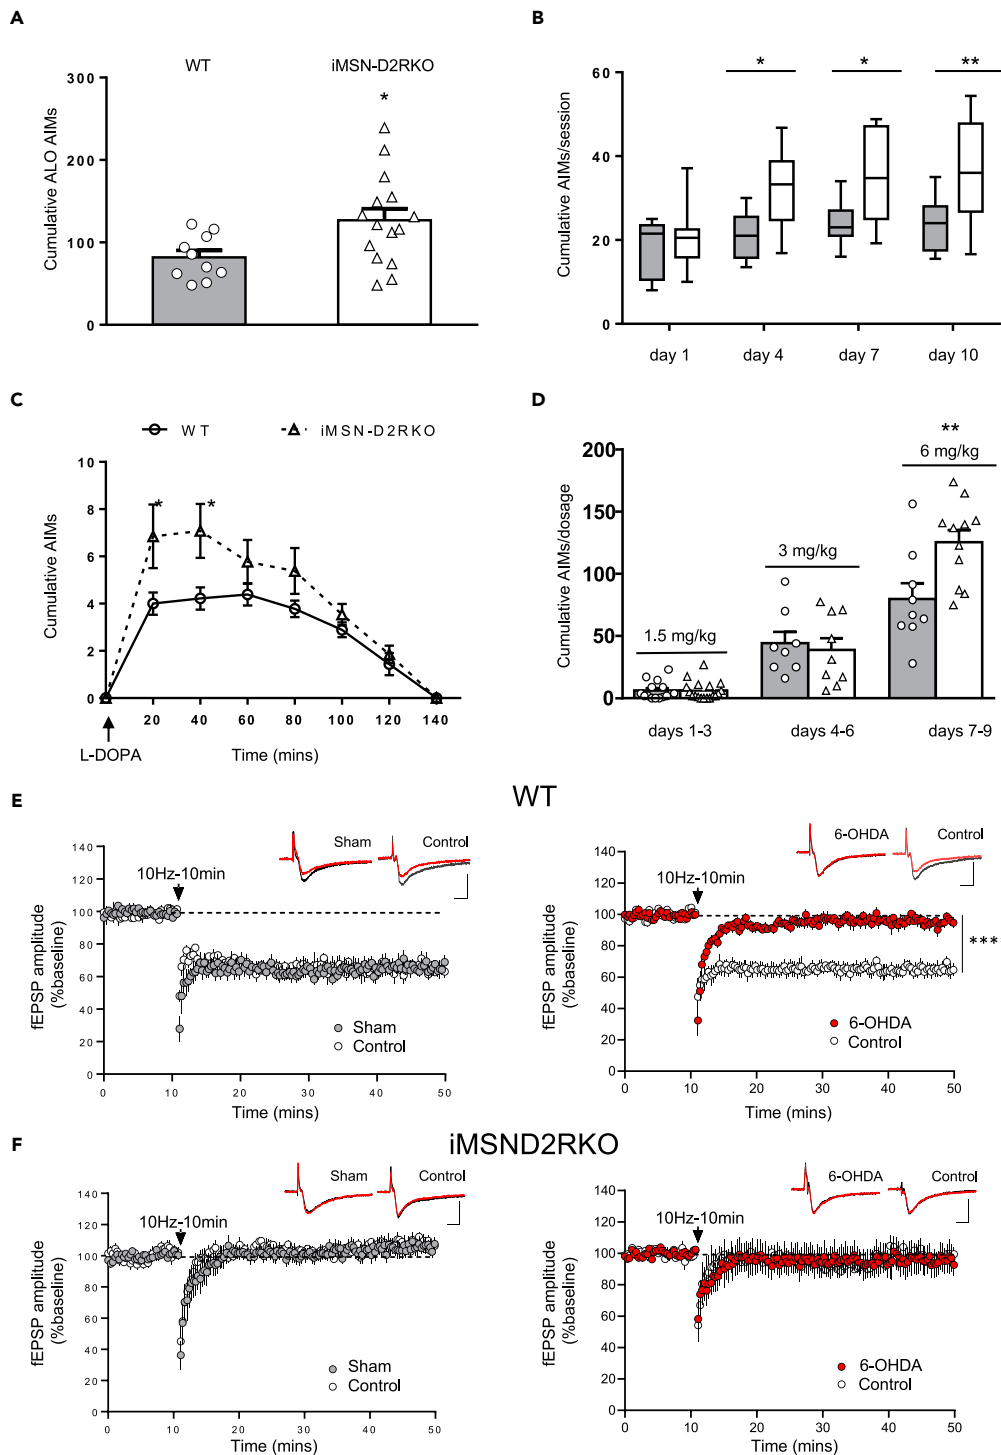 A
WT iMSN-D2RKO
*
300
200
100
0
Cumulative ALO AIMs
B
* * **
60
40
20
0
Cumulative AIMs/session
day 1 day 4 day 7 day 10
C
WT iMSN-D2RKO
10
8
6
4
2
0
Cumulative AIMs
* *
20 40 60 80 100 120 140
L-DOPA
Time (mins)
D
**
6 mg/kg
3 mg/kg
1.5 mg/kg
200
150
100
50
0
Cumulative AIMs/dosage
days 1-3 days 4-6 days 7-9
E
WT
Sham Control
10Hz-10min
140
120
100
80
60
40
20
0
fEPSP amplitude
(%baseline)
Sham
Control
0 10 20 30 40 50
Time (mins)
6-OHDA Control
10Hz-10min
140
120
100
80
60
40
20
0
fEPSP amplitude
(%baseline)
****
6-OHDA
Control
0 10 20 30 40 50
Time (mins)
F
iMSND2RKO
Sham Control
10Hz-10min
140
120
100
80
60
40
20
0
fEPSP amplitude
(%baseline)
Sham
Control
0 10 20 30 40 50
Time (mins)
6-OHDA Control
10Hz-10min
140
120
100
80
60
40
20
0
fEPSP amplitude
(%baseline)
6-OHDA
Control
0 10 20 30 40 50
Time (mins)